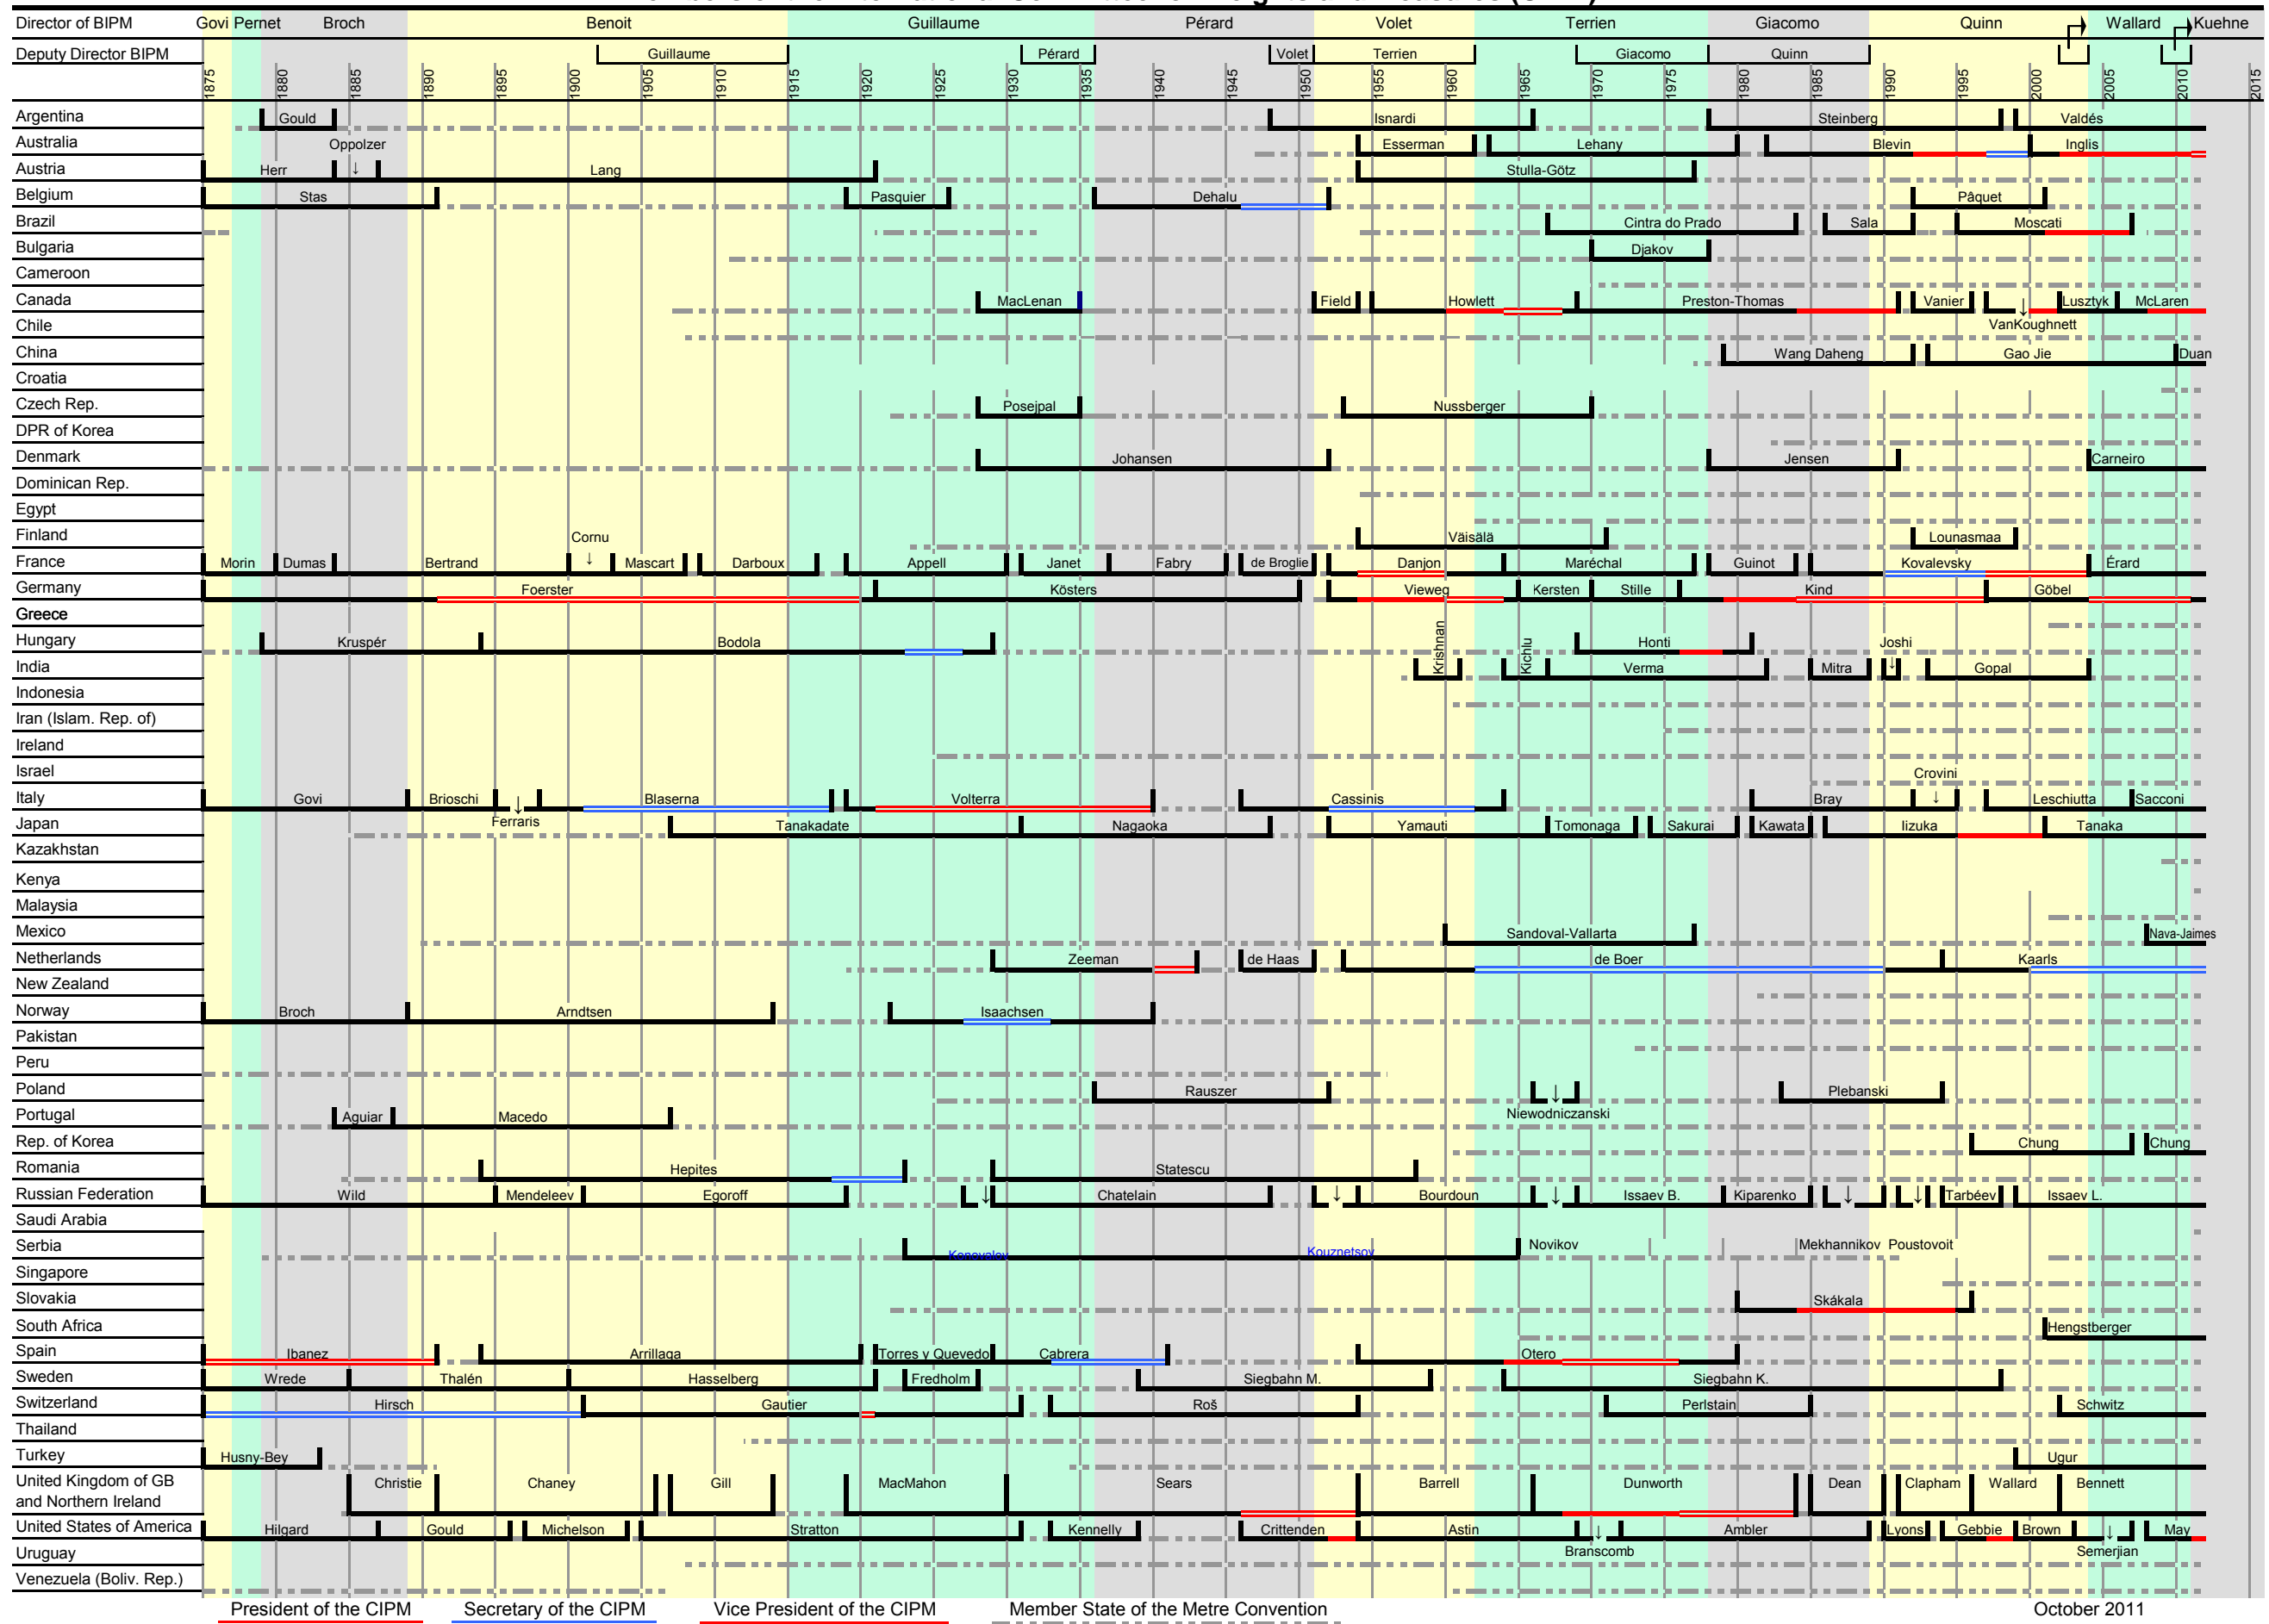 Director of BIPM Govi Pernet Broch Benoit Guillaume Pérard Volet Terrien Giacomo Quinn Wallard Kuehne
Deputy Director BIPM Guillaume Pérard Volet Terrien Giacomo Quinn
1875 1880 1885 1890 1895 1900 1905 1910 1915 1920 1925 1930 1935 1940 1945 1950 1955 1960 1965 1970 1975 1980 1985 1990 1995 2000 2005 2010 2015
Argentina Gould Isnardi Steinberg Valdés
Australia Esserman Lehany Blevin Inglis
Oppolzer
Austria Herr ↓ Lang Stulla-Götz
Belgium Stas Pasquier Dehalu Pâquet
Brazil Cintra do Prado Sala Moscati
Bulgaria Djakov
Cameroon
Canada MacLenan Field Howlett Preston-Thomas Vanier ↓ Lusztyk McLaren
Chile VanKoughnett
China Wang Daheng Gao Jie Duan
Croatia
Czech Rep. Posejpal Nussberger
DPR of Korea
Denmark Johansen Jensen Carneiro
Dominican Rep.
Egypt
Finland Cornu Väisälä Lounasmaa
France Morin Dumas Bertrand ↓ Mascart Darboux Appell Janet Fabry de Broglie Danjon Maréchal Guinot Kovalevsky Érard
Germany Foerster Kösters Vieweg Kersten Stille Kind Göbel
Greece
Hungary Kruspér Bodola Honti Joshi
India Krishnan Kichlu Verma Mitra ↓ Gopal
Indonesia
Iran (Islam. Rep. of)
Ireland
Israel Crovini
Italy Govi Brioschi ↓ Blaserna Volterra Cassinis Bray ↓ Leschiutta Sacconi
Ferraris
Japan Tanakadate Nagaoka Yamauti Tomonaga Sakurai Kawata Iizuka Tanaka
Kazakhstan
Kenya
Malaysia
Mexico Sandoval-Vallarta Nava-Jaimes
Netherlands Zeeman de Haas de Boer Kaarls
New Zealand
Norway Broch Arndtsen Isaachsen
Pakistan
Peru
Poland Rauszer ↓ Plebanski
Portugal Aguiar Macedo Niewodniczanski
Rep. of Korea Chung Chung
Romania Hepites Statescu
Russian Federation Wild Mendeleev Egoroff ↓ Chatelain ↓ Bourdoun ↓ Issaev B. Kiparenko ↓ ↓ Tarbéev Issaev L.
Saudi Arabia
Serbia Konovalov Kouznetsov Novikov Mekhannikov Poustovoit
Singapore
Slovakia Skákala
South Africa Hengstberger
Spain Ibanez Arrillaga Torres y Quevedo Cabrera Otero
Sweden Wrede Thalén Hasselberg Fredholm Siegbahn M. Siegbahn K.
Switzerland Hirsch Gautier Roš Perlstain Schwitz
Thailand
Turkey Husny-Bey Ugur
United Kingdom of GB Christie Chaney Gill MacMahon Sears Barrell Dunworth Dean Clapham Wallard Bennett
and Northern Ireland
United States of America Hilgard Gould Michelson Stratton Kennelly Crittenden Astin ↓ Ambler Lyons Gebbie Brown ↓ May
Uruguay Branscomb Semerjian
Venezuela (Boliv. Rep.)
President of the CIPM Secretary of the CIPM Vice President of the CIPM Member State of the Metre Convention October 2011